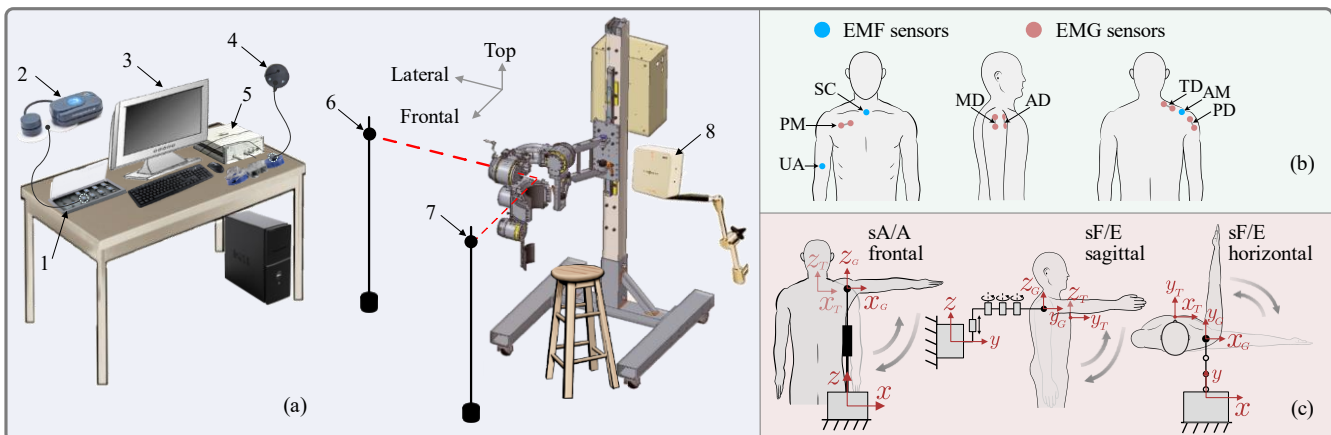 1
2
3
4
5
6
7
8
Top
Lateral
Frontal
(a)
EMF sensors
EMG sensors
SC
PM
UA
MD
AD
TD
AM
PD
(b)
sA/A
frontal
z_T
z_G
x_T
x_G
z
x
sF/E
sagittal
z
y
z_G
z_T
y_G
y_T
sF/E
horizontal
y_T
x_T
y_G
x_G
y
x
(c)